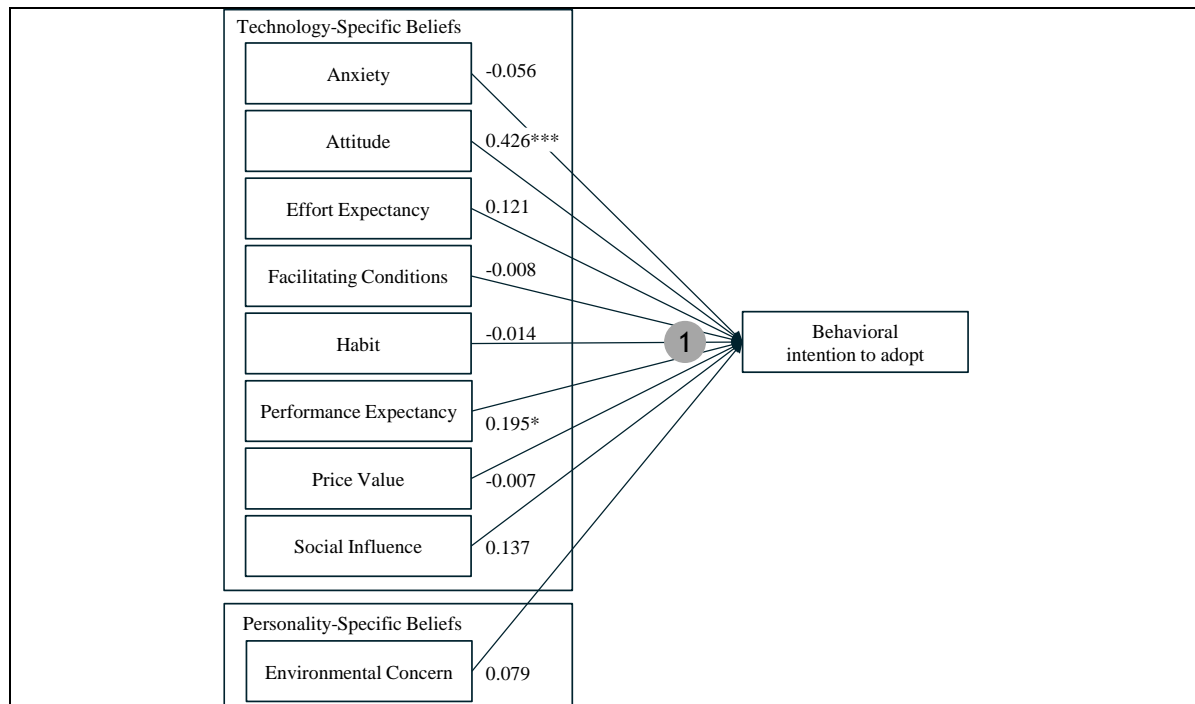 Technology-Specific Beliefs
Anxiety
-0.056
Attitude
0.426***
Effort Expectancy
0.121
Facilitating Conditions
-0.008
Habit
-0.014
1
Behavioral
intention to adopt
Performance Expectancy
0.195*
Price Value
-0.007
Social Influence
0.137
Personality-Specific Beliefs
Environmental Concern
0.079